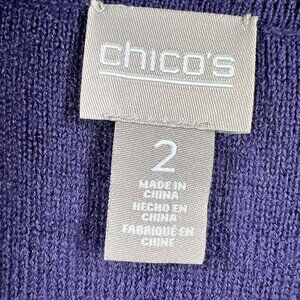 chico's
2
MADE IN
CHINA
HECHO EN
CHINA
FABRIQUÉ EN
CHINE